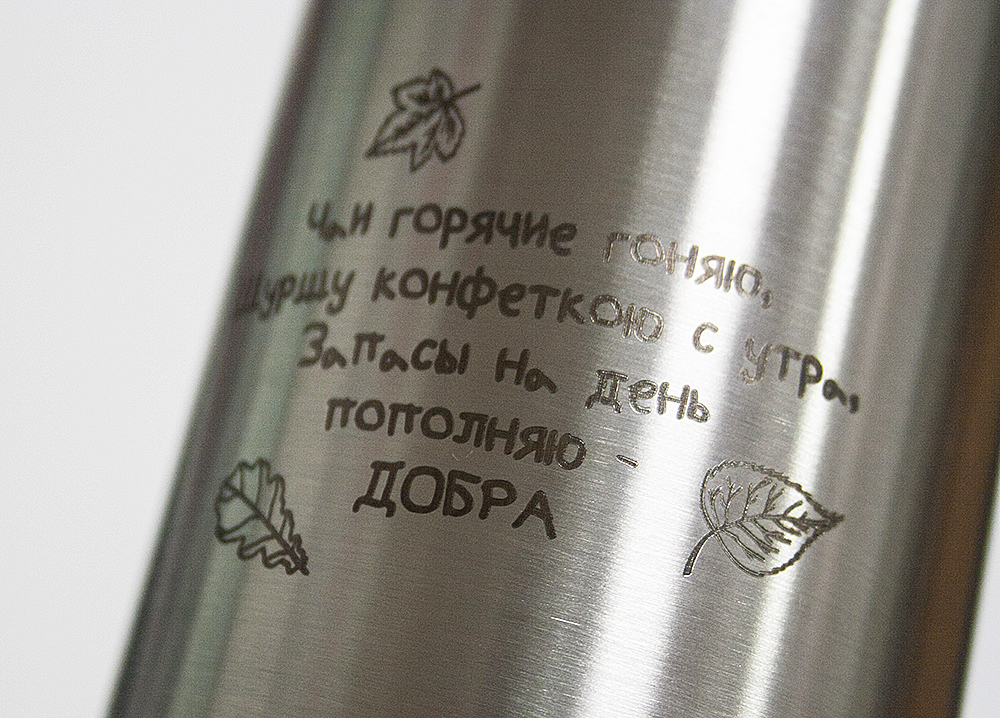 Чаи горячие гоняю,
Шуршу конфеткою с утра,
Запасы на день
пополняю -
ДОБРА